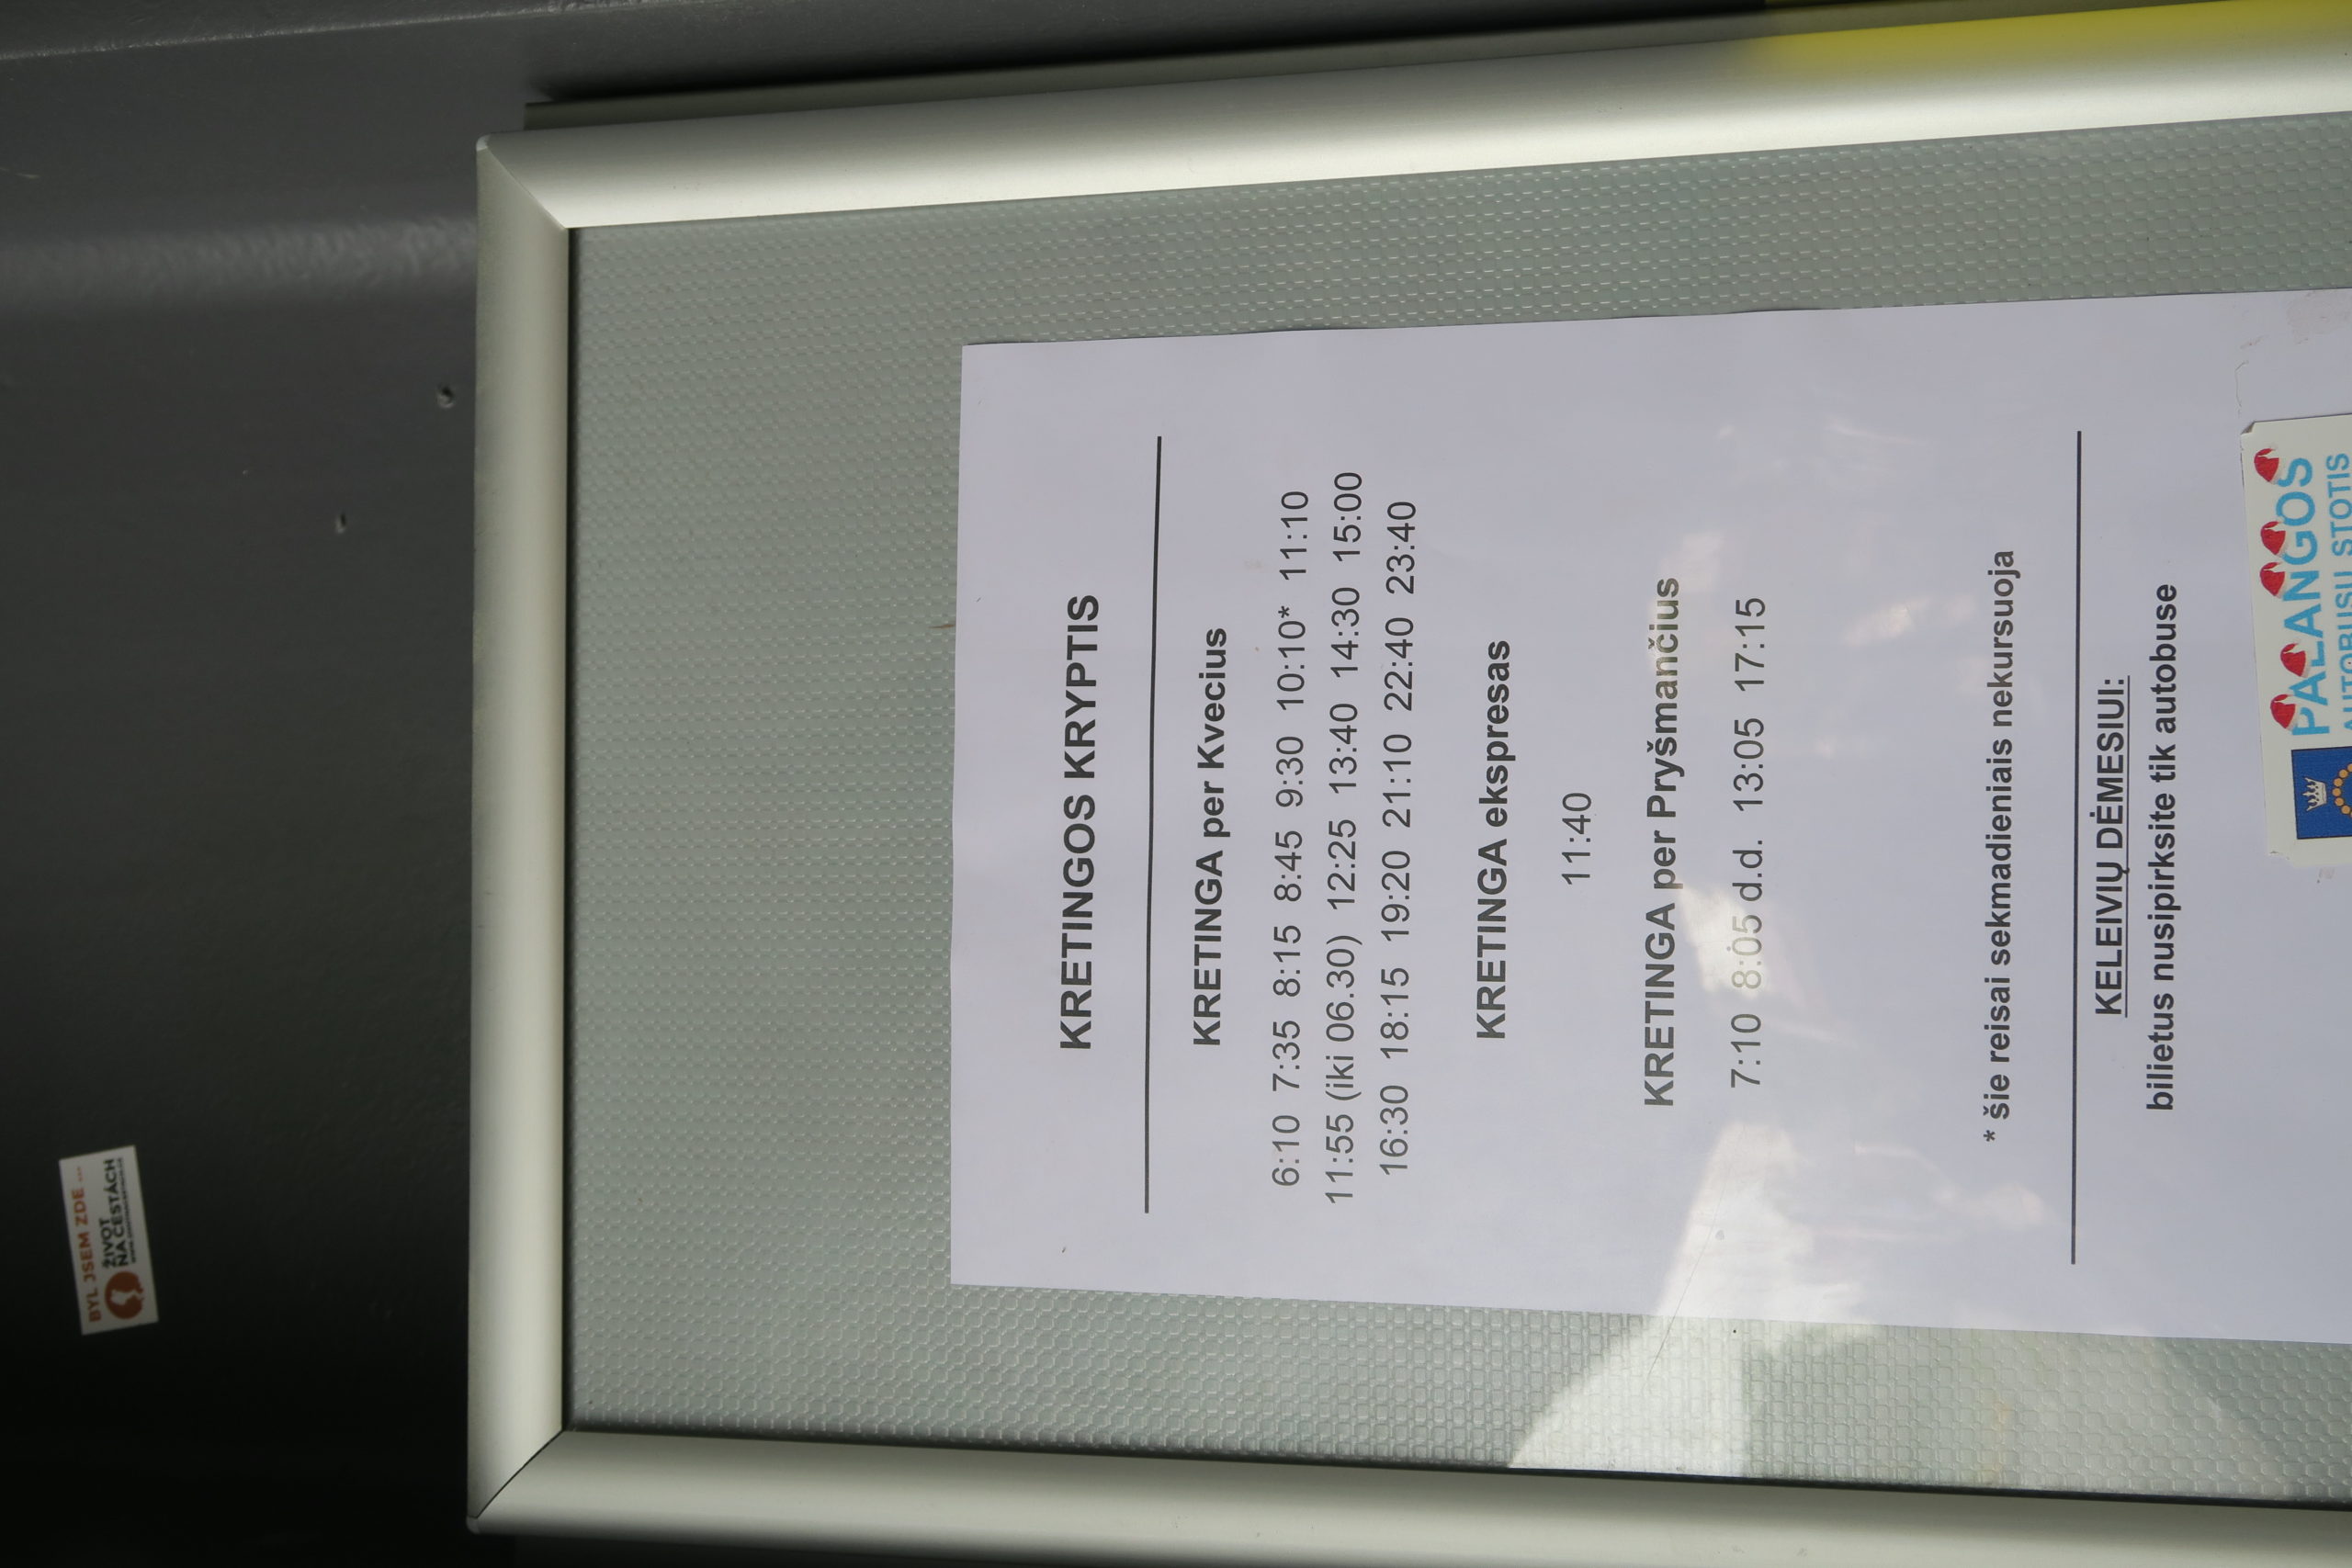 KRETINGOS KRYPTIS
KRETINGA per Kvecius
6:10 7:35 8:15 8:45 9:30 10:10* 11:10
11:55 (iki 06.30) 12:25 13:40 14:30 15:00
16:30 18:15 19:20 21:10 22:40 23:40
KRETINGA ekspresas
11:40
KRETINGA per Pryšmančius
7:10 8:05 d.d. 13:05 17:15
* šie reisai sekmadieniais nekursuoja
KELEIVIŲ DĖMESIUI:
bilietus nusipirksite tik autobuse
PALANGOS
AUTOBUSŲ STOTIS
BYL JSEM ZDE ...
ŽIVOT
NA CESTÁCH